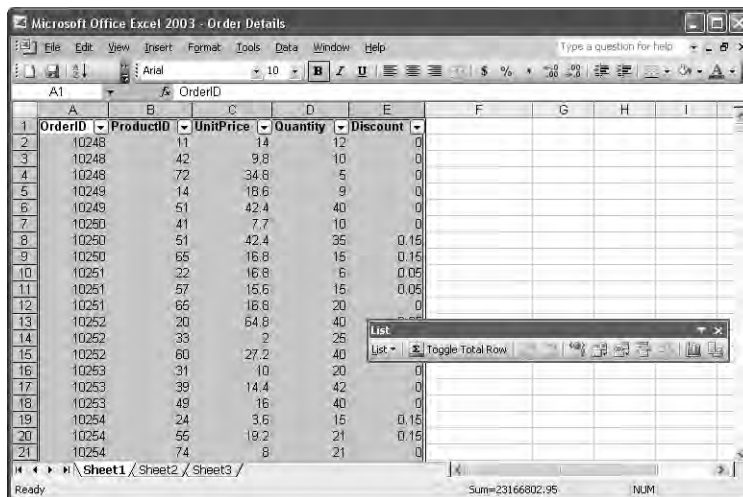 Microsoft Office Excel 2003 - Order Details
File Edit View Insert Format Tools Data Window Help Type a question for help
Arial 10 B I U $ % ,
A1 fx OrderID
A B C D E F G H I
1 OrderID ProductID UnitPrice Quantity Discount
2 10248 11 14 12 0
3 10248 42 9.8 10 0
4 10248 72 34.8 5 0
5 10249 14 18.6 9 0
6 10249 51 42.4 40 0
7 10250 41 7.7 10 0
8 10250 51 42.4 35 0.15
9 10250 65 16.8 15 0.15
10 10251 22 16.8 6 0.05
11 10251 57 15.6 15 0.05
12 10251 65 16.8 20 0
13 10252 20 64.8 40
14 10252 33 2 25
15 10252 60 27.2 40
16 10253 31 10 20 0
17 10253 39 14.4 42 0
18 10253 49 16 40 0
19 10254 24 3.6 15 0.15
20 10254 55 19.2 21 0.15
21 10254 74 8 21 0
List
List Σ Toggle Total Row
Sheet1 / Sheet2 / Sheet3 /
Ready Sum=23166802.95 NUM